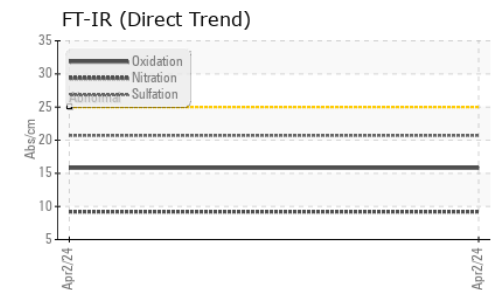 FT-IR (Direct Trend)
35
30
25
20
15
10
5
Abs/cm
Oxidation
Nitration
Sulfation
Abnormal
Apr2/24
Apr2/24